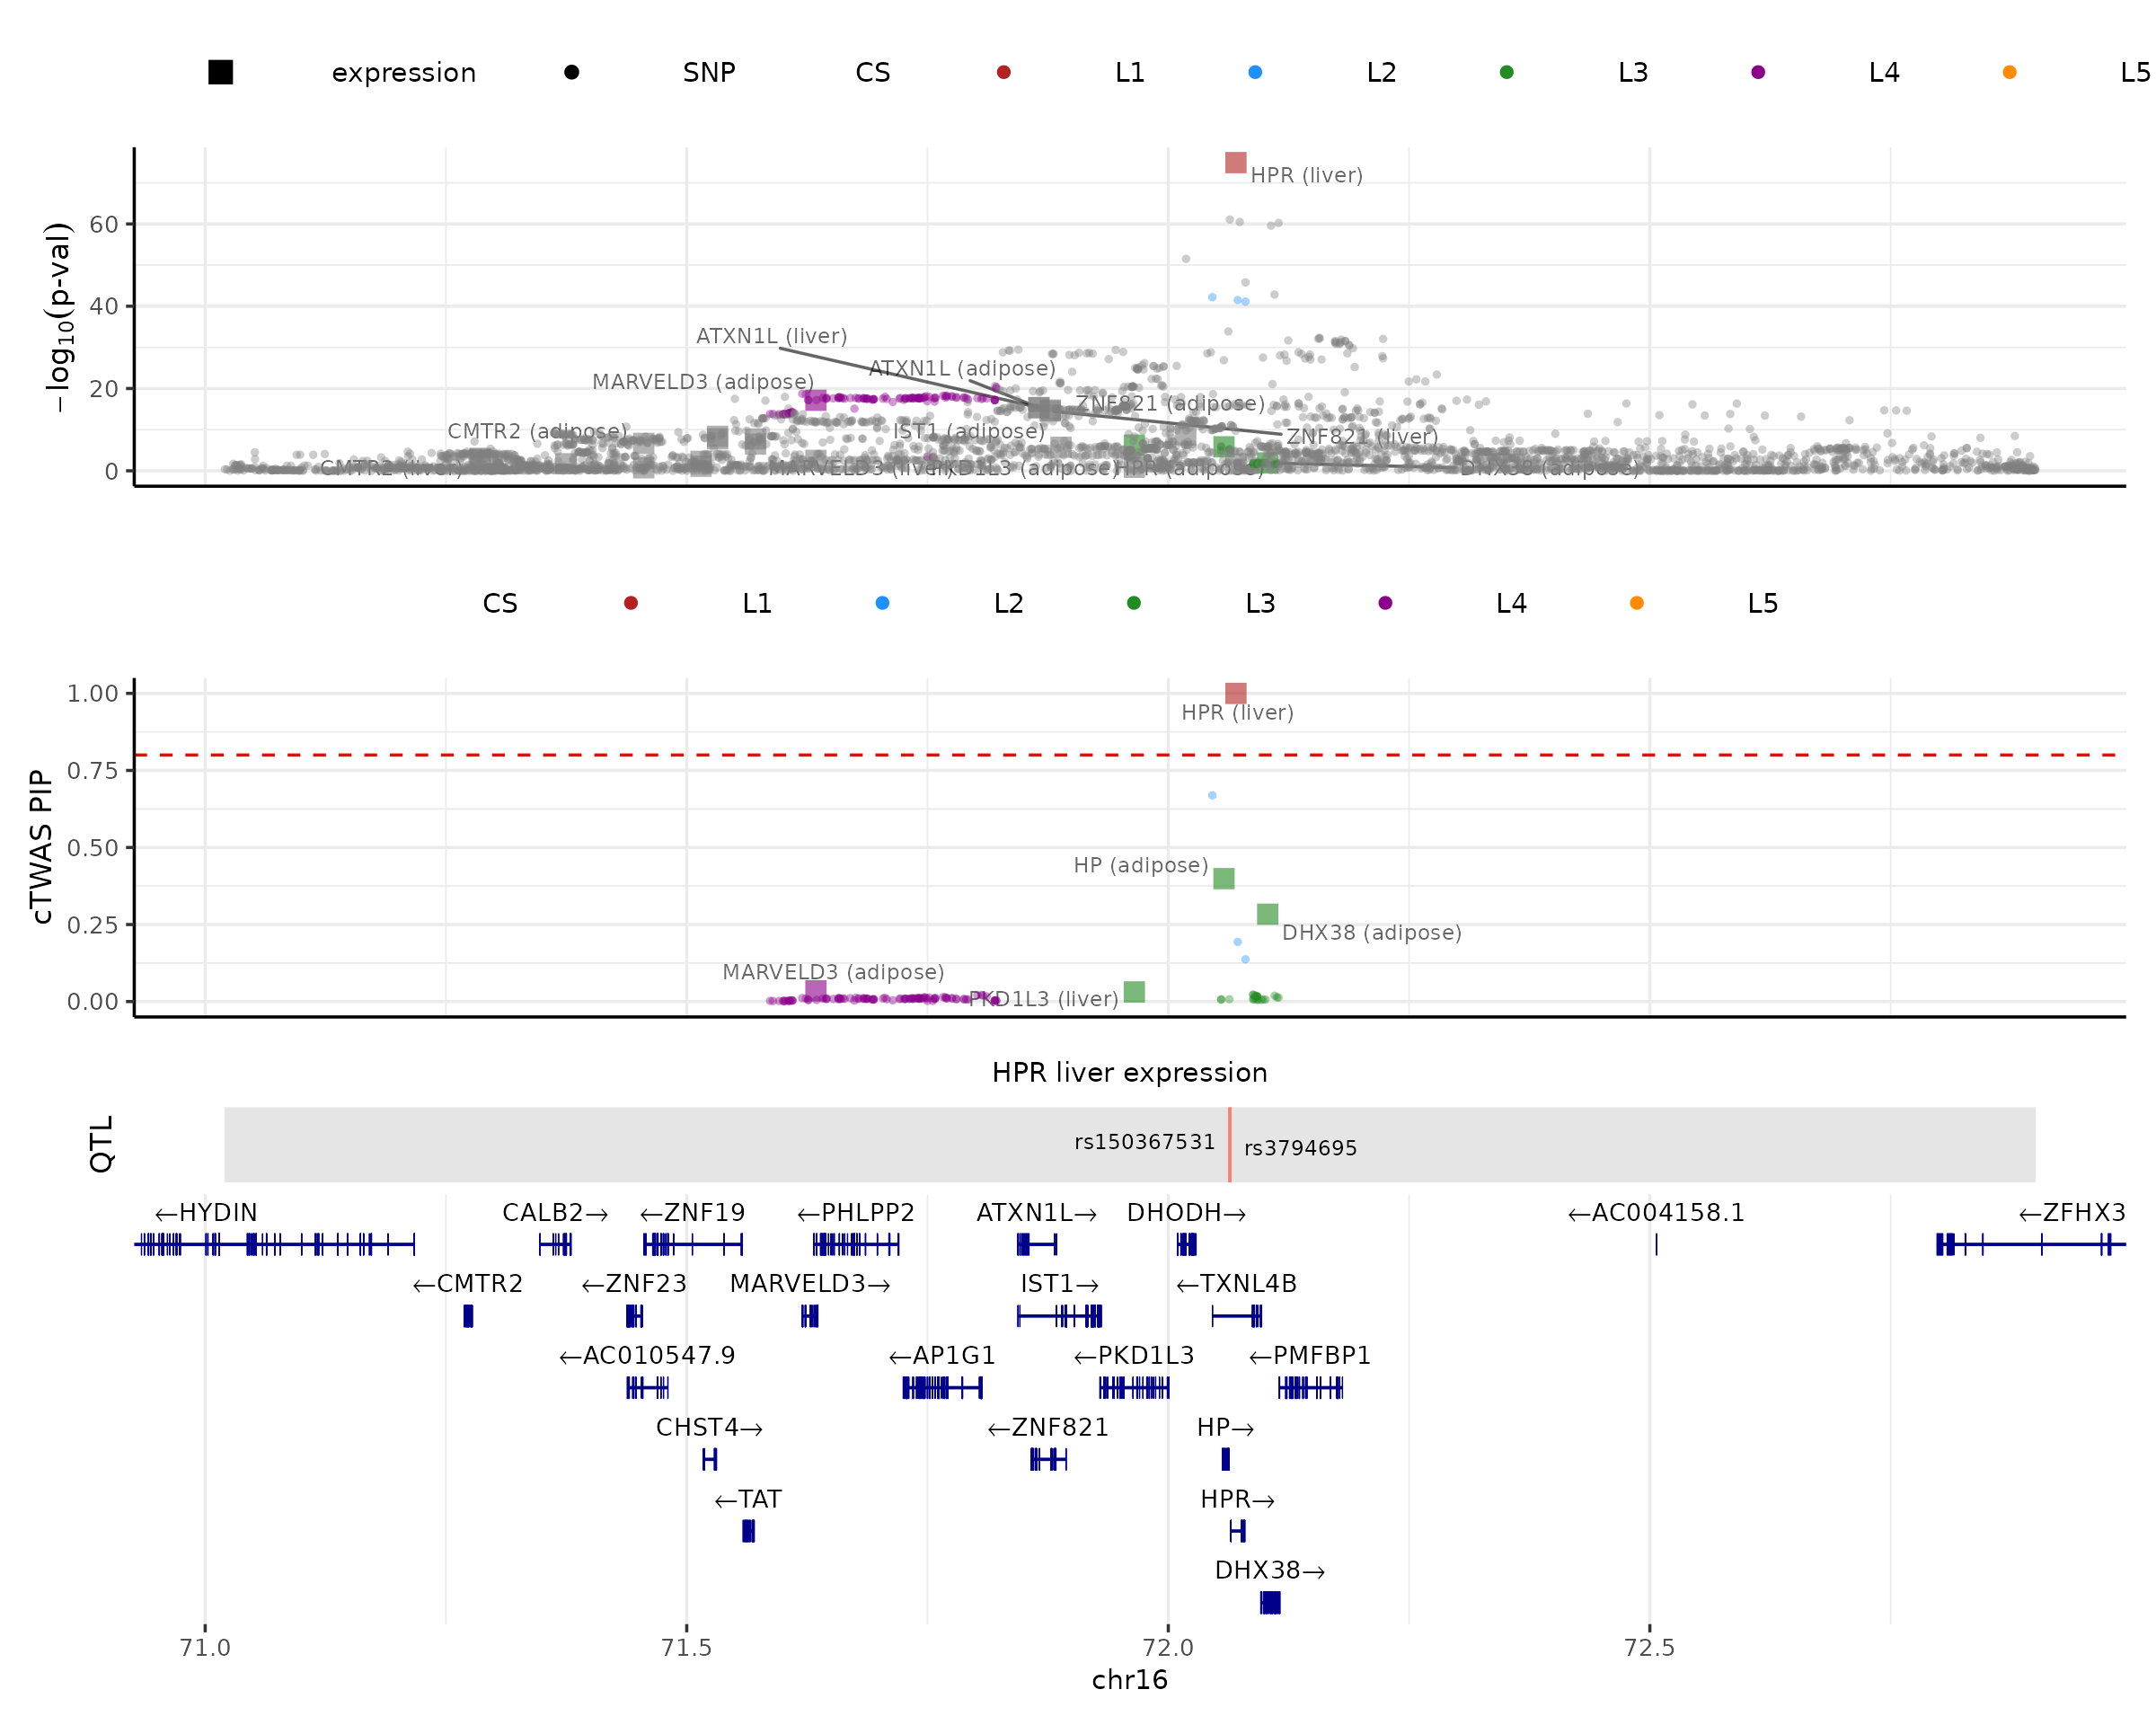 expression SNP CS L1 L2 L3 L4 L5
−log10(p-val)
60
40
20
0
HPR (liver)
ATXN1L (liver)
ATXN1L (adipose)
MARVELD3 (adipose)
ZNF821 (adipose)
CMTR2 (adipose)
IST1 (adipose)
ZNF821 (liver)
CMTR2 (liver)
MARVELD3 (liver)
PKD1L3 (adipose)
HPR (adipose)
DHX38 (adipose)
CS L1 L2 L3 L4 L5
cTWAS PIP
1.00
0.75
0.50
0.25
0.00
HPR (liver)
HP (adipose)
DHX38 (adipose)
MARVELD3 (adipose)
PKD1L3 (liver)
HPR liver expression
QTL
rs150367531
rs3794695
←HYDIN CALB2→ ←ZNF19 ←PHLPP2 ATXN1L→ DHODH→ ←AC004158.1 ←ZFHX3
←CMTR2 ←ZNF23 MARVELD3→ IST1→ ←TXNL4B
←AC010547.9 ←AP1G1 ←PKD1L3 ←PMFBP1
CHST4→ ←ZNF821 HP→
←TAT HPR→
DHX38→
71.0 71.5 72.0 72.5
chr16